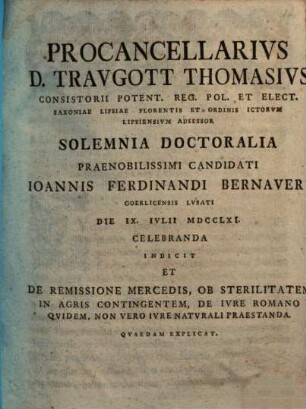 PROCANCELLARIVS
D. TRAVGOTT THOMASIVS
CONSISTORII POTENT. REG. POL. ET ELECT.
SAXONIAE LIPSIAE FLORENTIS ET ORDINIS ICTORVM
LIPSIENSIVM ADSESSOR
SOLEMNIA DOCTORALIA
PRAENOBILISSIMI CANDIDATI
IOANNIS FERDINANDI BERNAVER
GOERLICENSIS LVSATI
DIE IX. IVLII MDCCLXI.
CELEBRANDA
INDICIT
ET
DE REMISSIONE MERCEDIS, OB STERILITATEM
IN AGRIS CONTINGENTEM, DE IVRE ROMANO
QVIDEM, NON VERO IVRE NATVRALI PRAESTANDA.
QVAEDAM EXPLICAT.